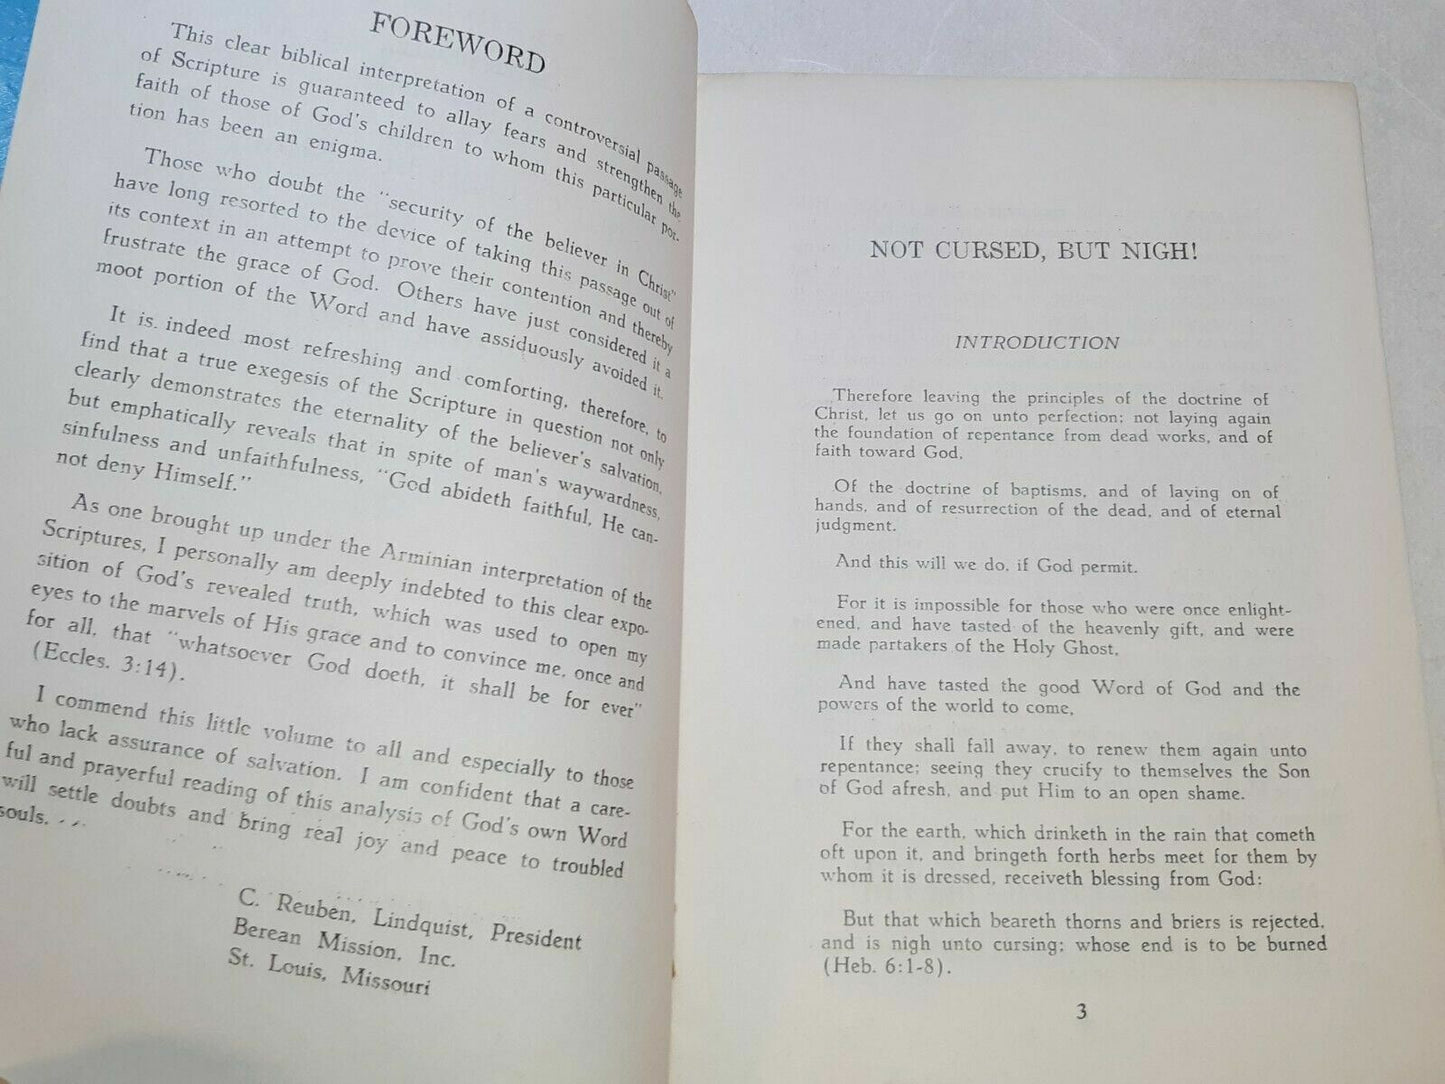 FOREWORD
This clear biblical interpretation of a controversial passage
of Scripture is guaranteed to allay fears and strengthen the
faith of those of God's children to whom this particular por-
tion has been an enigma.
Those who doubt the "security of the believer in Christ"
have long resorted to the device of taking this passage out of
its context in an attempt to prove their contention and thereby
frustrate the grace of God. Others have just considered it a
moot portion of the Word and have assiduously avoided it.
It is indeed most refreshing and comforting, therefore, to
find that a true exegesis of the Scripture in question not only
clearly demonstrates the eternality of the believer's salvation,
but emphatically reveals that in spite of man's waywardness,
sinfulness and unfaithfulness, "God abideth faithful, He can-
not deny Himself."
As one brought up under the Arminian interpretation of the
Scriptures, I personally am deeply indebted to this clear expo-
sition of God's revealed truth, which was used to open my
eyes to the marvels of His grace and to convince me, once and
for all, that "whatsoever God doeth, it shall be for ever"
(Eccles. 3:14).
I commend this little volume to all and especially to those
who lack assurance of salvation. I am confident that a care-
ful and prayerful reading of this analysis of God's own Word
will settle doubts and bring real joy and peace to troubled
souls.
C. Reuben, Lindquist, President
Berean Mission, Inc.
St. Louis, Missouri
NOT CURSED, BUT NIGH!
INTRODUCTION
Therefore leaving the principles of the doctrine of
Christ, let us go on unto perfection; not laying again
the foundation of repentance from dead works, and of
faith toward God,
Of the doctrine of baptisms, and of laying on of
hands, and of resurrection of the dead, and of eternal
judgment.
And this will we do, if God permit.
For it is impossible for those who were once enlight-
ened, and have tasted of the heavenly gift, and were
made partakers of the Holy Ghost,
And have tasted the good Word of God and the
powers of the world to come,
If they shall fall away, to renew them again unto
repentance; seeing they crucify to themselves the Son
of God afresh, and put Him to an open shame.
For the earth, which drinketh in the rain that cometh
oft upon it, and bringeth forth herbs meet for them by
whom it is dressed, receiveth blessing from God:
But that which beareth thorns and briers is rejected,
and is nigh unto cursing; whose end is to be burned
(Heb. 6:1-8).
3